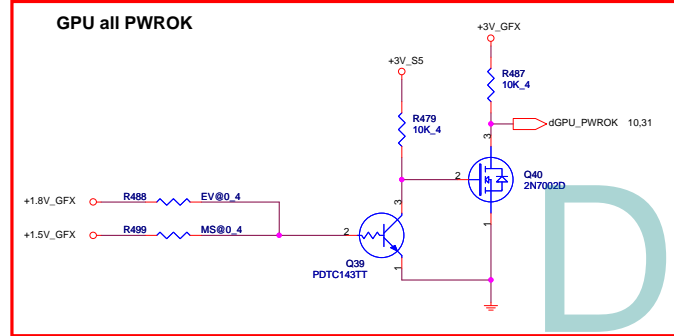 GPU all PWROK
+3V_GFX
+3V_S5
R487
10K_4
R479
10K_4
3
dGPU_PWROK 10,31
2
Q40
2N7002D
+1.8V_GFX
R488
EV@0_4
3
1
+1.5V_GFX
R499
MS@0_4
2
Q39
PDTC143TT
1
D